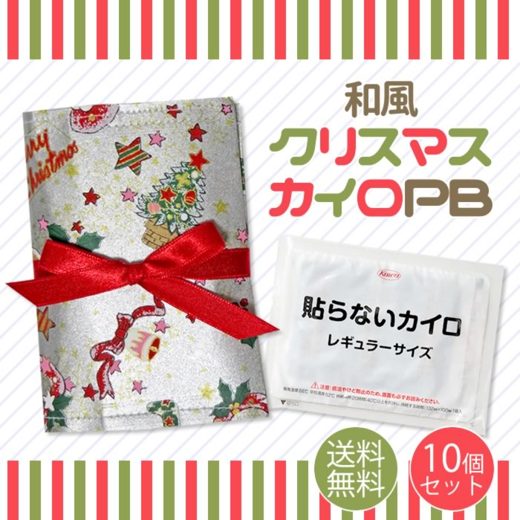 和風
クリスマス
カイロPB
Merry
Christmas
Kowa
貼らないカイロ
レギュラーサイズ
送料
無料
10個
セット